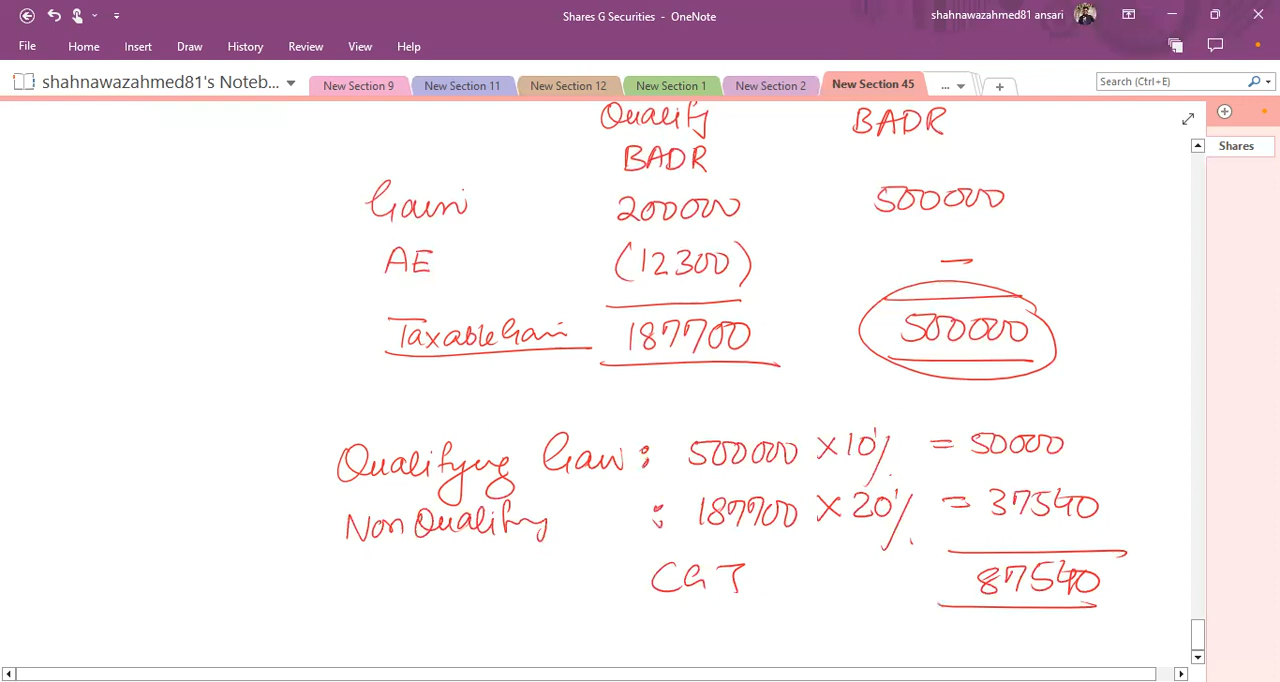 Shares G Securities - OneNote
shahnawazahmed81 ansari
File Home Insert Draw History Review View Help
shahnawazahmed81's Noteb... New Section 9 New Section 11 New Section 12 New Section 1 New Section 2 New Section 45 ... Search (Ctrl+E)
Shares
Qualify BADR
BADR
Gain 200000 500000
AE (12300) —
Taxable Gain 187700 500000
Qualifying Gain : 500000 × 10% = 50000
Non Qualifying : 187700 × 20% = 37540
CGT 87540